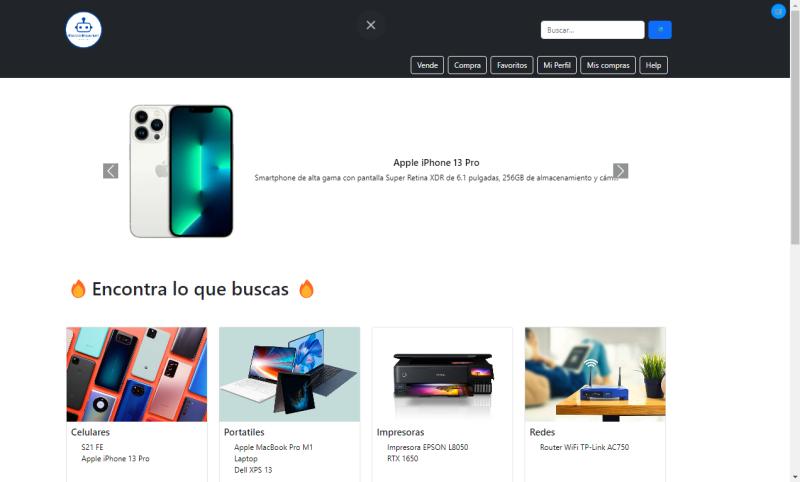 Buscar...
Vende Compra Favoritos Mi Perfil Mis compras Help
Apple iPhone 13 Pro
Smartphone de alta gama con pantalla Super Retina XDR de 6.1 pulgadas, 256GB de almacenamiento y cám...
Encontra lo que buscas
Celulares
S21 FE
Apple iPhone 13 Pro
Portatiles
Apple MacBook Pro M1
Laptop
Dell XPS 13
Impresoras
Impresora EPSON L8050
RTX 1650
Redes
Router WiFi TP-Link AC750